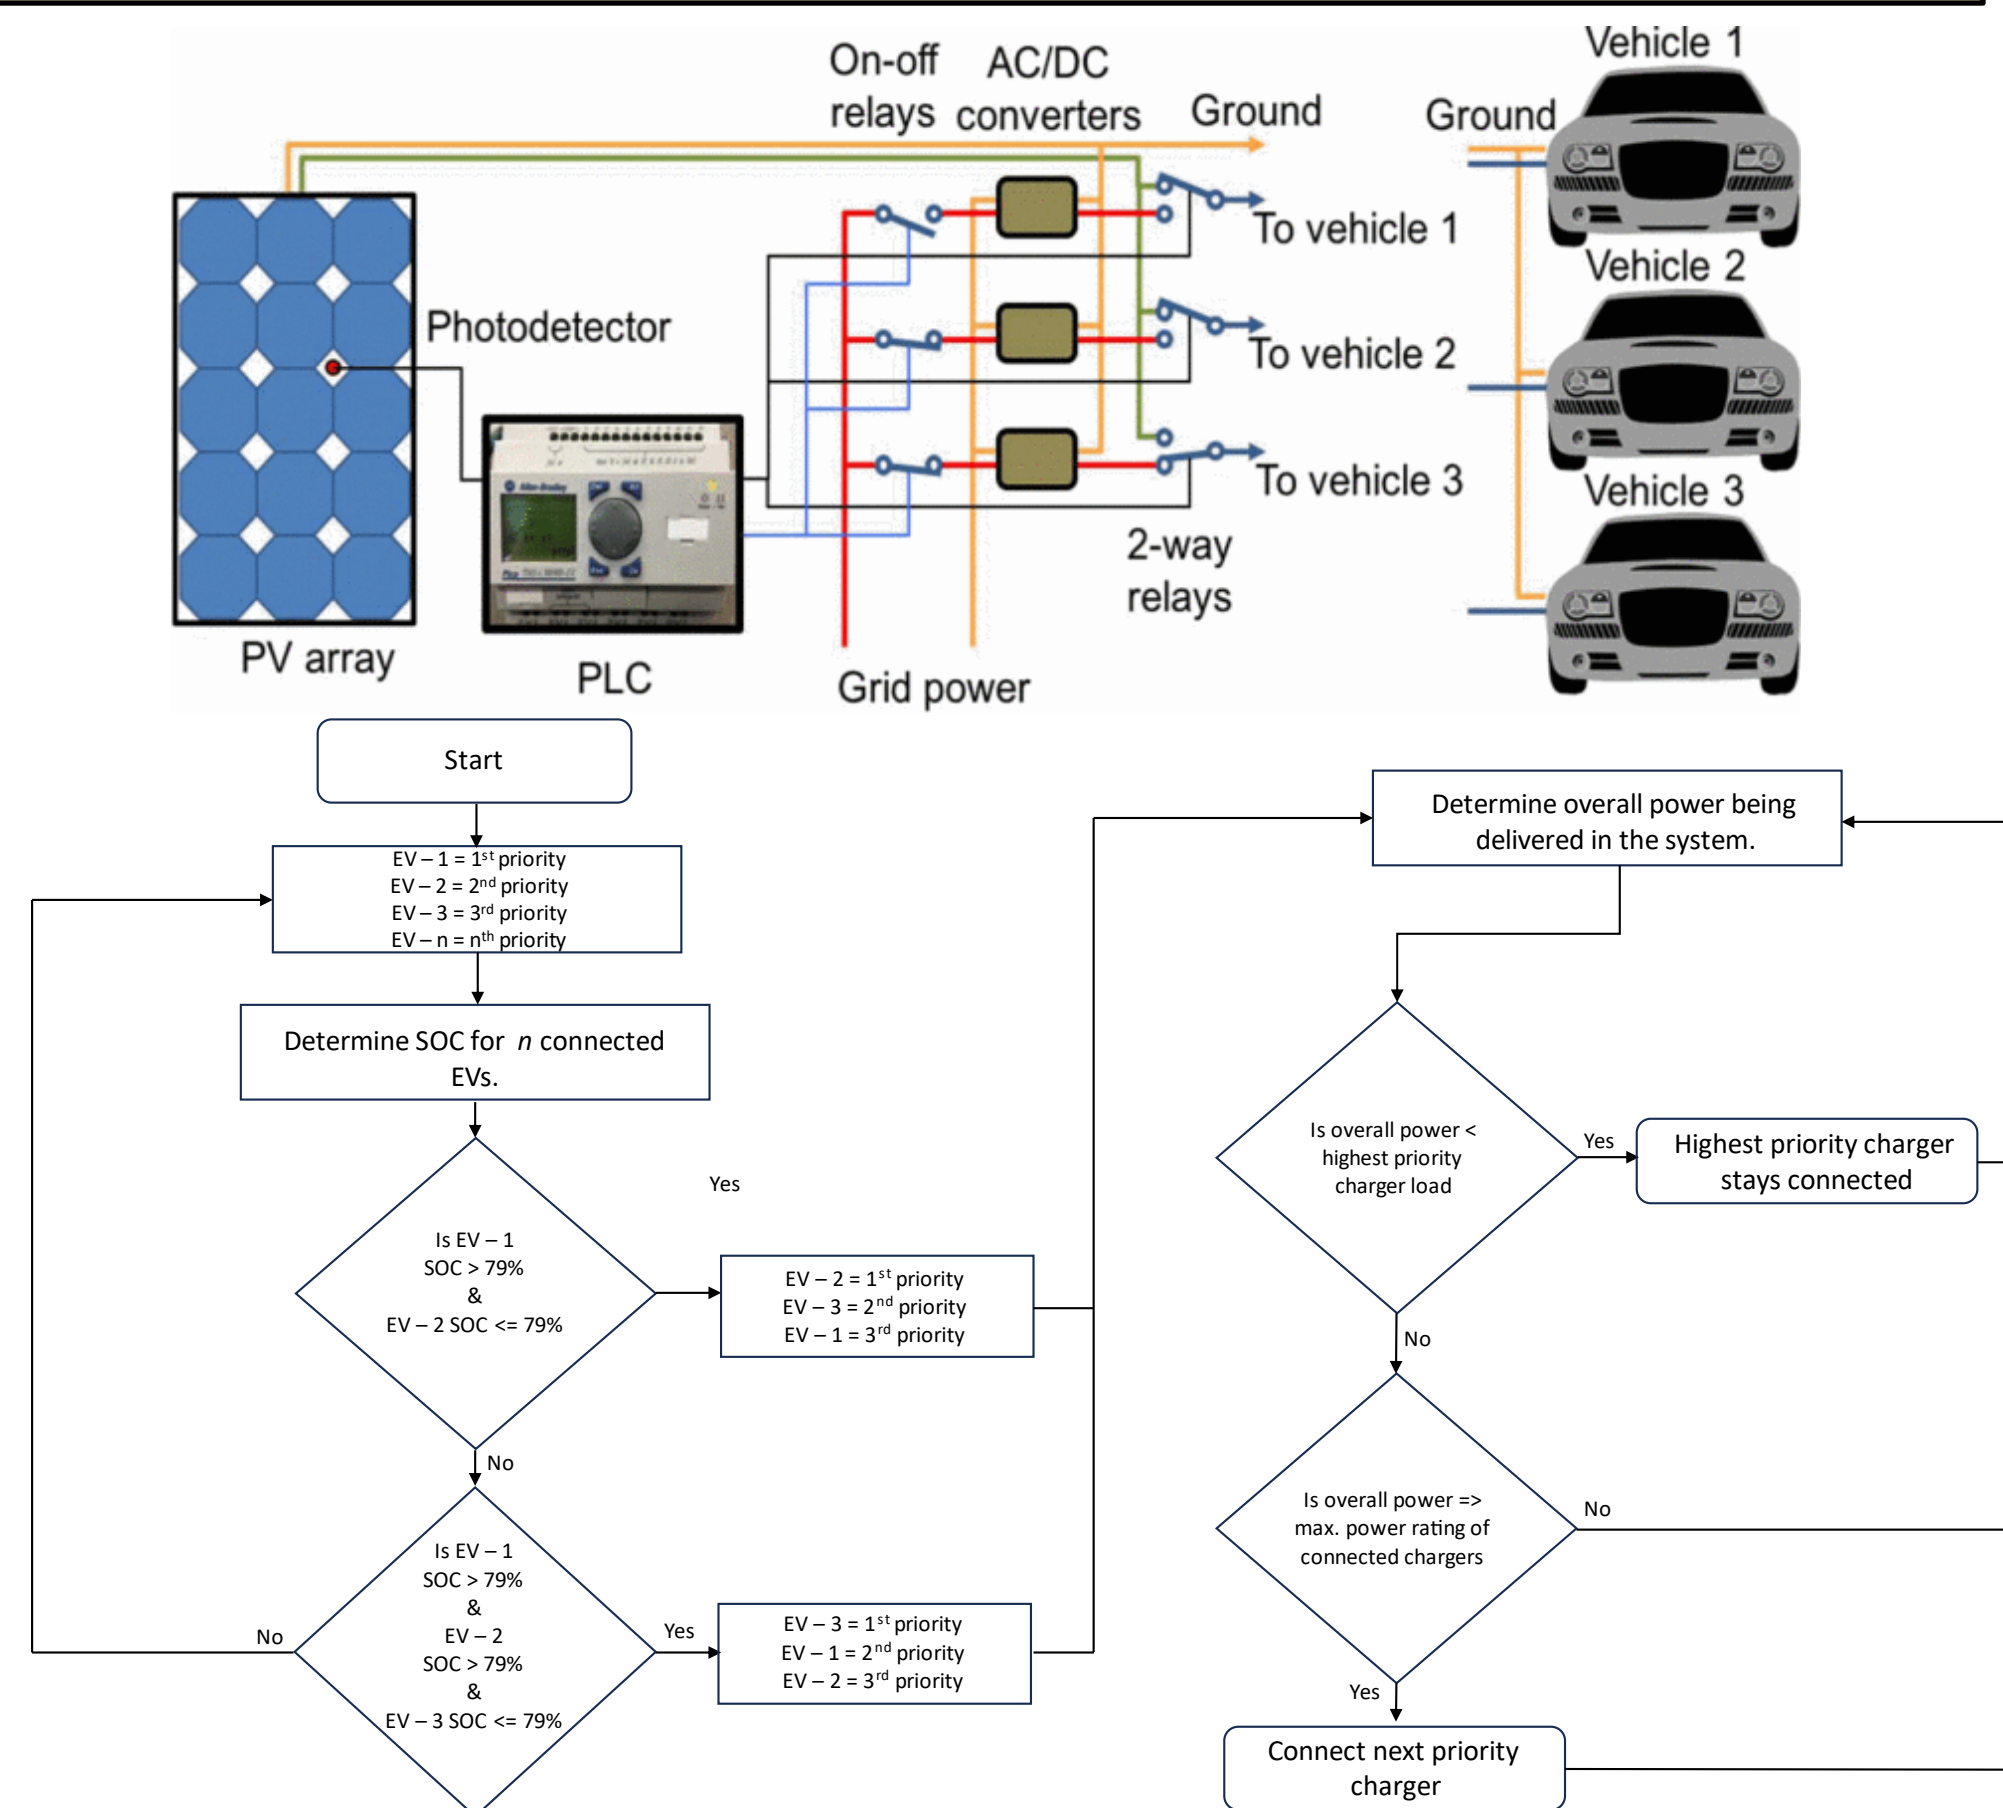 On-off
relays
AC/DC
converters
Ground
Ground
Vehicle 1
To vehicle 1
Vehicle 2
Photodetector
To vehicle 2
To vehicle 3
Vehicle 3
2-way
relays
Allen-Bradley
PV array
PLC
Grid power
Start
EV – 1 = 1st priority
EV – 2 = 2nd priority
EV – 3 = 3rd priority
EV – n = nth priority
Determine SOC for n connected
EVs.
Is EV – 1
SOC > 79%
&
EV – 2 SOC <= 79%
Yes
EV – 2 = 1st priority
EV – 3 = 2nd priority
EV – 1 = 3rd priority
No
Is EV – 1
SOC > 79%
&
EV – 2
SOC > 79%
&
EV – 3 SOC <= 79%
No
Yes
EV – 3 = 1st priority
EV – 1 = 2nd priority
EV – 2 = 3rd priority
Determine overall power being
delivered in the system.
Is overall power <
highest priority
charger load
Yes
Highest priority charger
stays connected
No
Is overall power =>
max. power rating of
connected chargers
No
Yes
Connect next priority
charger